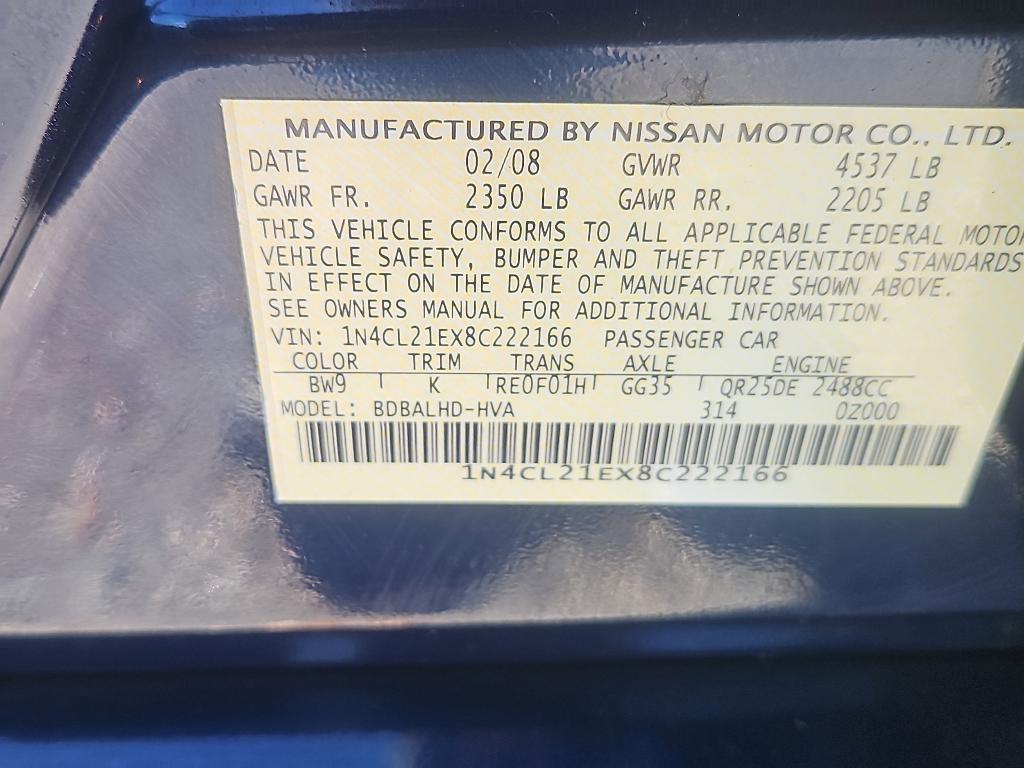 MANUFACTURED BY NISSAN MOTOR CO., LTD.
DATE 02/08 GVWR 4537 LB
GAWR FR. 2350 LB GAWR RR. 2205 LB
THIS VEHICLE CONFORMS TO ALL APPLICABLE FEDERAL MOTOR
VEHICLE SAFETY, BUMPER AND THEFT PREVENTION STANDARDS
IN EFFECT ON THE DATE OF MANUFACTURE SHOWN ABOVE.
SEE OWNERS MANUAL FOR ADDITIONAL INFORMATION.
VIN: 1N4CL21EX8C222166 PASSENGER CAR
COLOR TRIM TRANS AXLE ENGINE
BW9 K RE0F01H GG35 QR25DE 2488CC
MODEL: BDBALHD-HVA 314 0Z000
1N4CL21EX8C222166